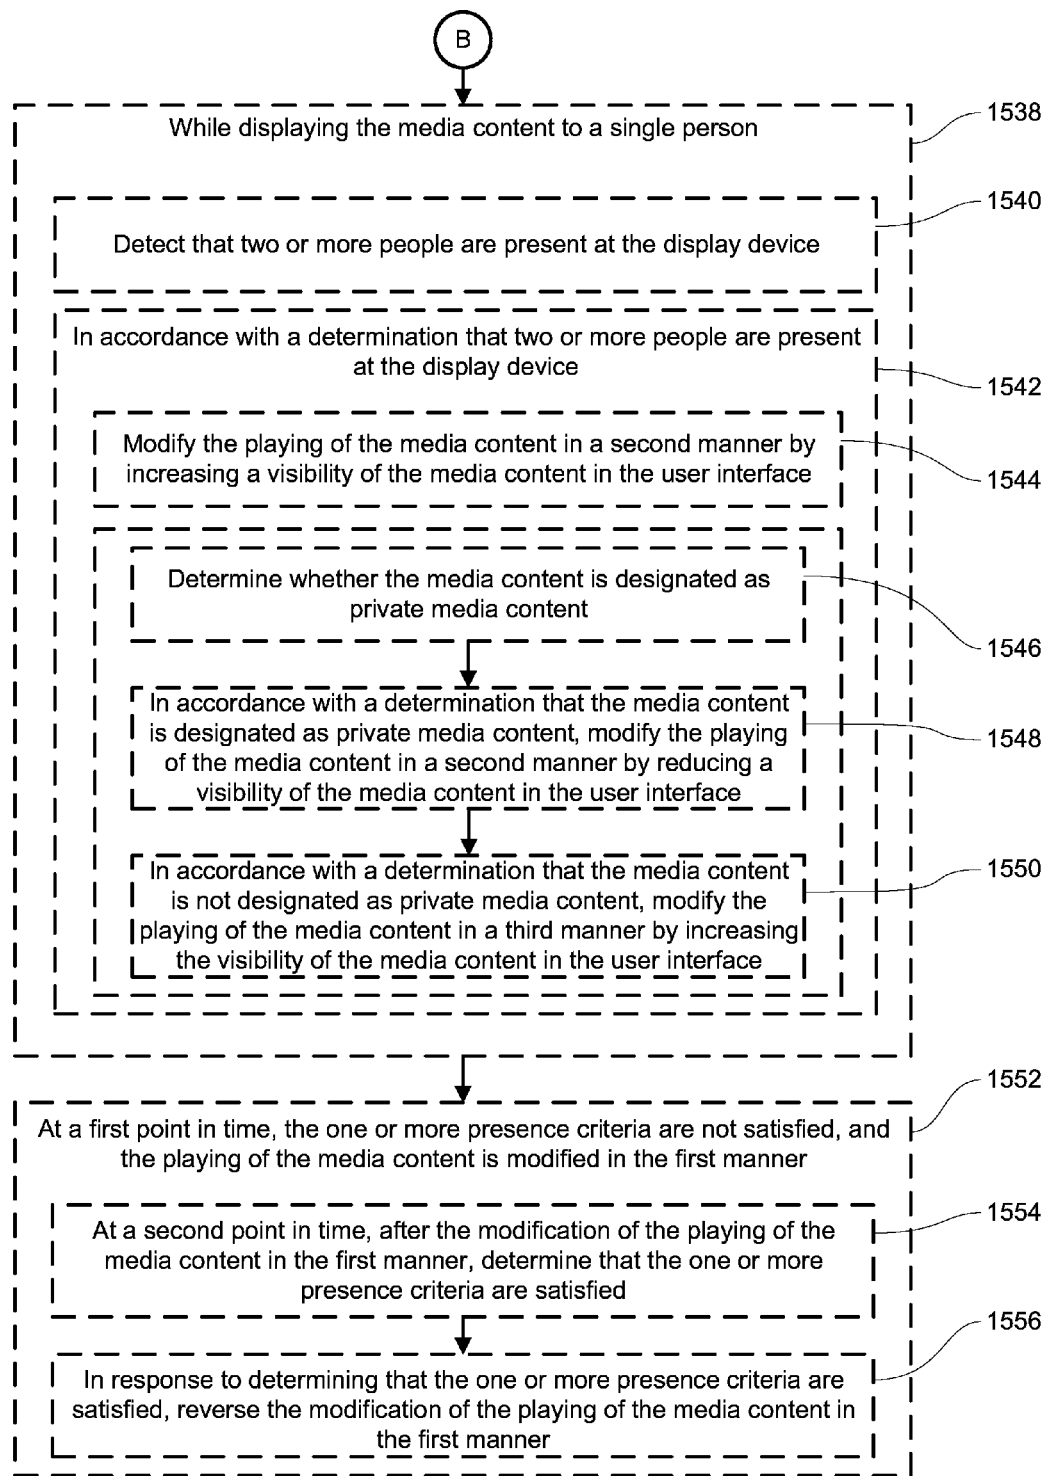 B
While displaying the media content to a single person
1538
1540
Detect that two or more people are present at the display device
In accordance with a determination that two or more people are present
at the display device
1542
Modify the playing of the media content in a second manner by
increasing a visibility of the media content in the user interface
1544
Determine whether the media content is designated as
private media content
1546
In accordance with a determination that the media content
is designated as private media content, modify the playing
of the media content in a second manner by reducing a
visibility of the media content in the user interface
1548
In accordance with a determination that the media content
is not designated as private media content, modify the
playing of the media content in a third manner by increasing
the visibility of the media content in the user interface
1550
1552
At a first point in time, the one or more presence criteria are not satisfied, and
the playing of the media content is modified in the first manner
1554
At a second point in time, after the modification of the playing of the
media content in the first manner, determine that the one or more
presence criteria are satisfied
1556
In response to determining that the one or more presence criteria are
satisfied, reverse the modification of the playing of the media content in
the first manner